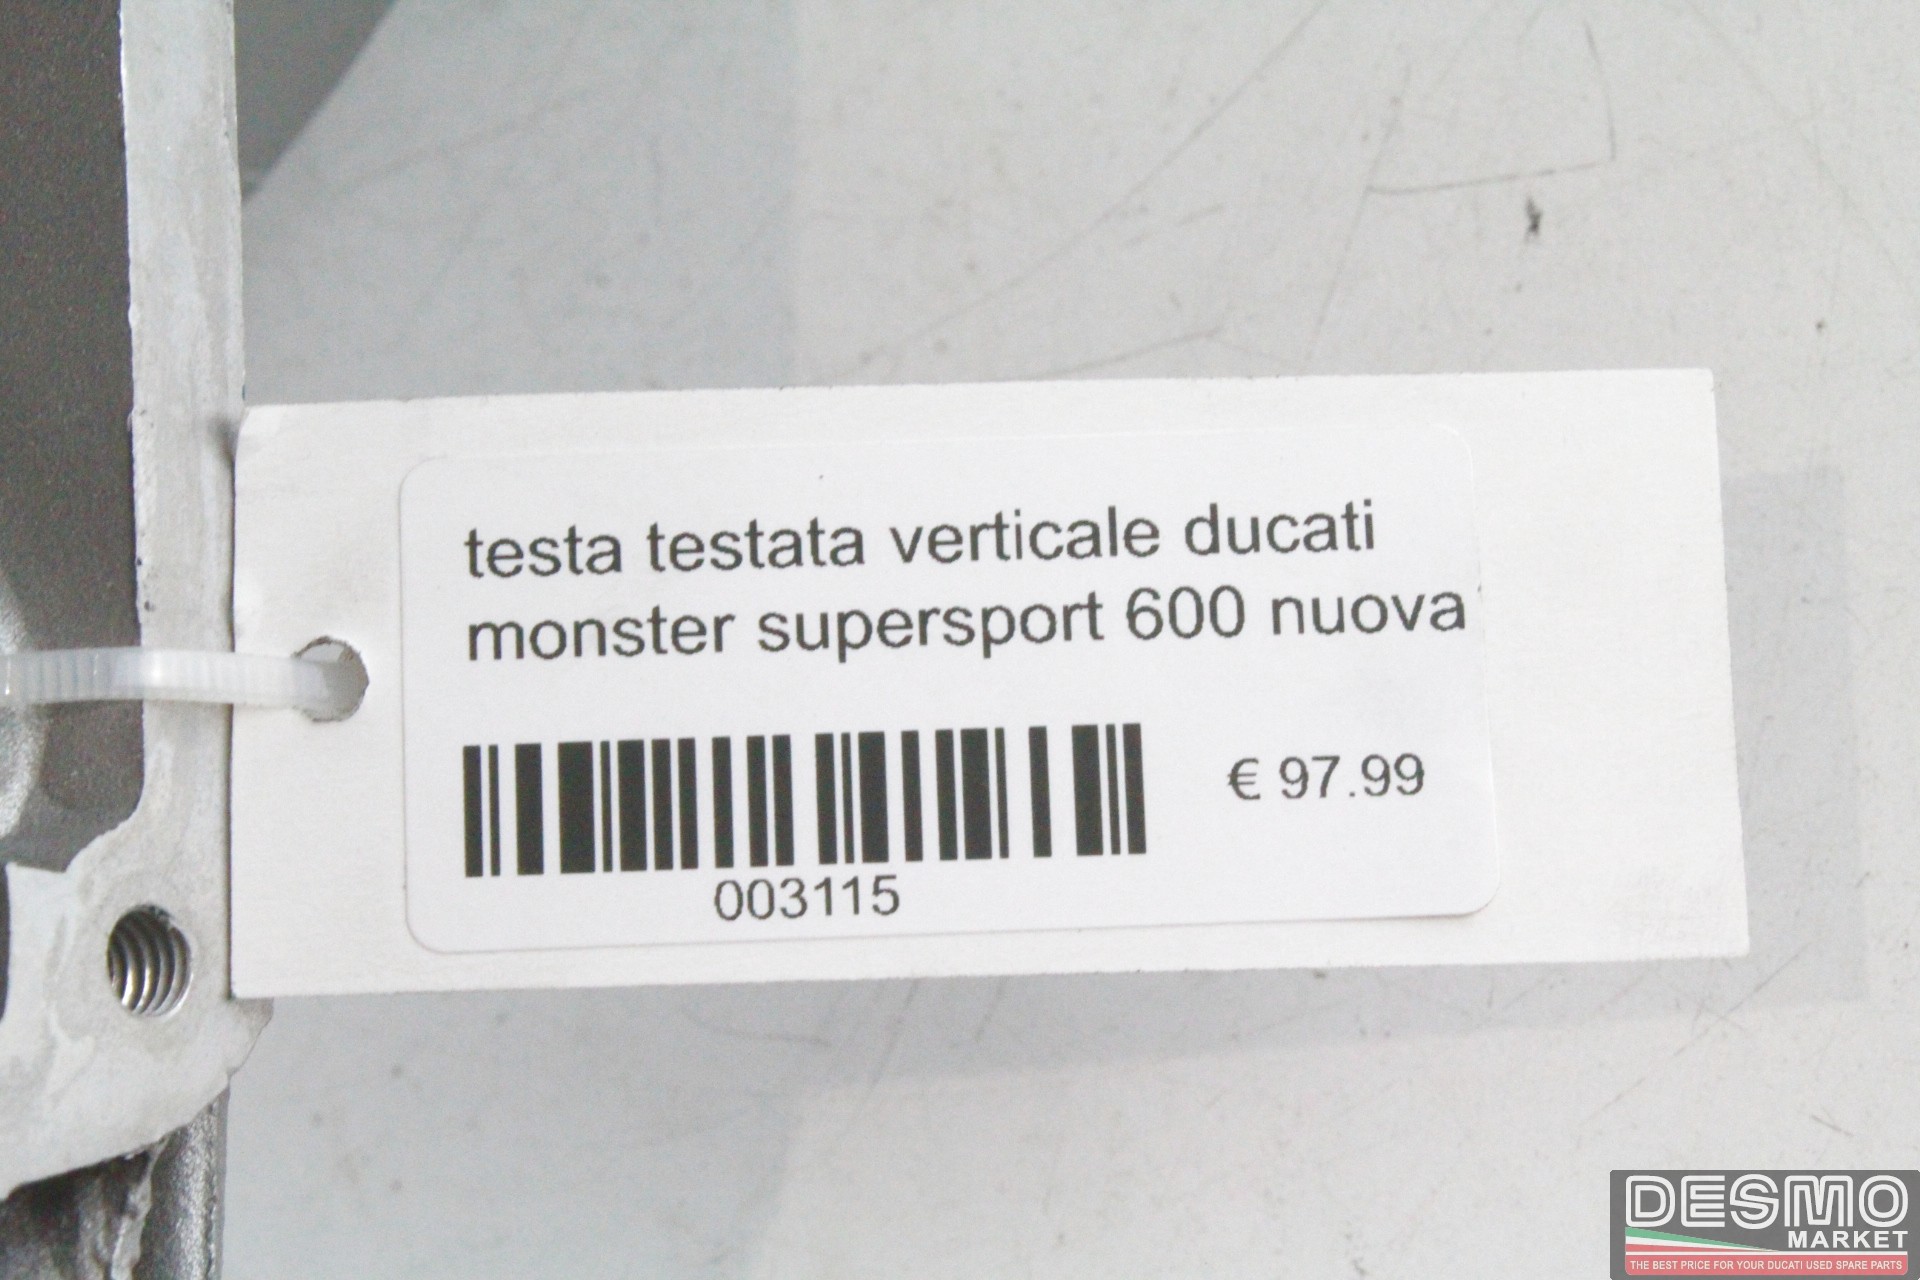 testa testata verticale ducati
monster supersport 600 nuova
€ 97.99
003115
DESMO
MARKET
THE BEST PRICE FOR YOUR DUCATI USED SPARE PARTS